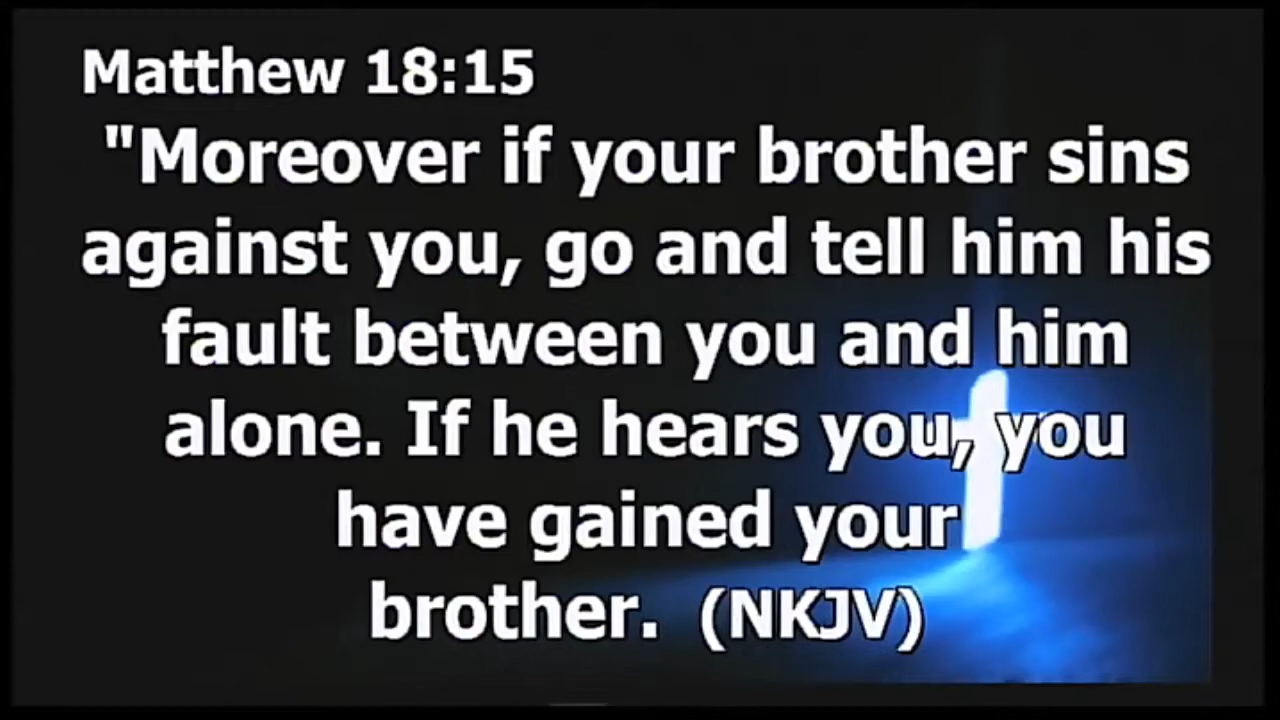 Matthew 18:15
"Moreover if your brother sins
against you, go and tell him his
fault between you and him
alone. If he hears you, you
have gained your
brother. (NKJV)